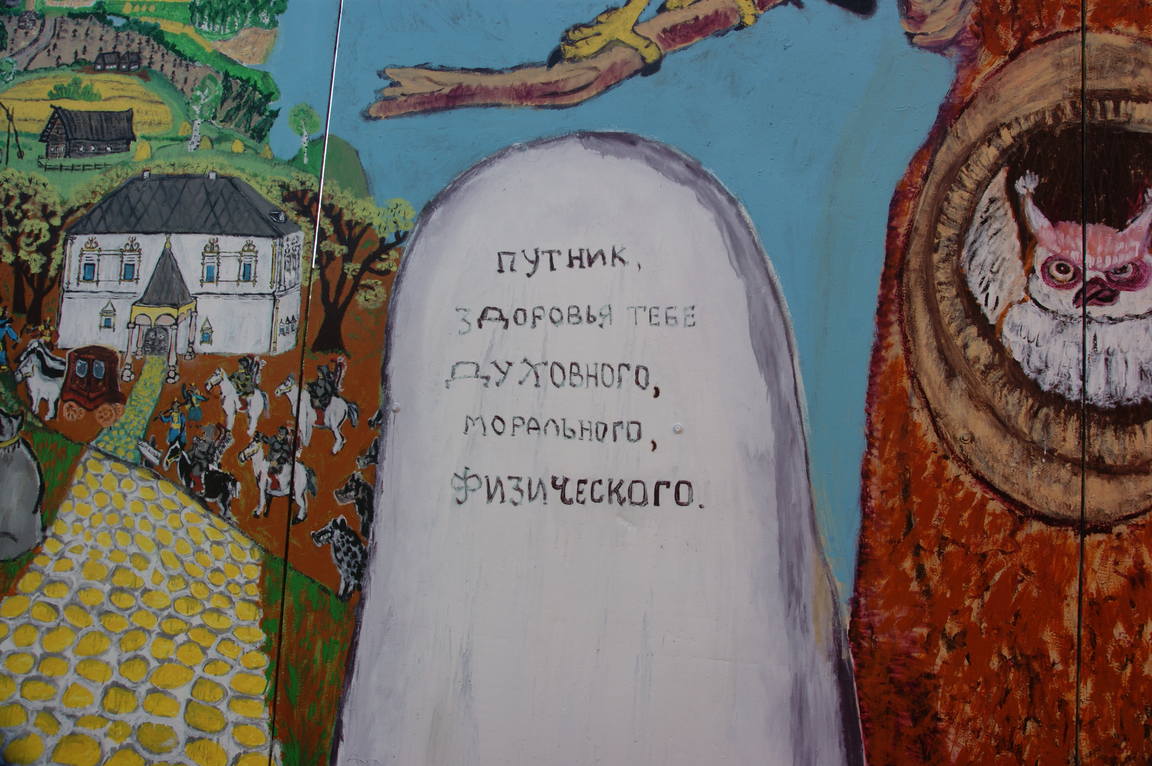 ПУТНИК,
ЗДОРОВЬЯ ТЕБЕ
ДУХОВНОГО,
МОРАЛЬНОГО,
ФИЗИЧЕСКОГО.